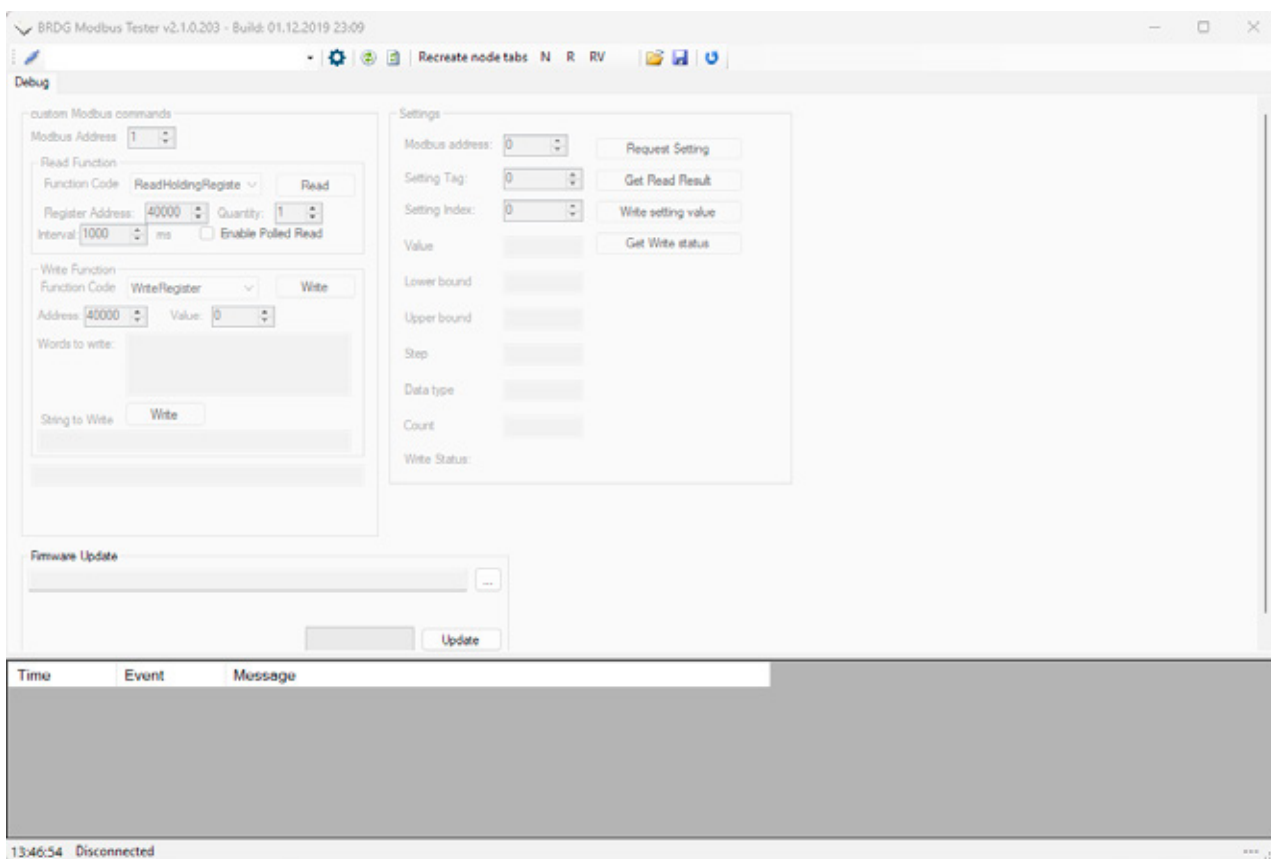 BRDG Modbus Tester v2.1.0.203 - Build: 01.12.2019 23:09
Recreate node tabs N R RV
Debug
custom Modbus commands
Modbus Address 1
Read Function
Function Code ReadHoldingRegiste Read
Register Address: 40000 Quantity: 1
Interval: 1000 ms Enable Polled Read
Write Function
Function Code WriteRegister Write
Address: 40000 Value: 0
Words to write:
String to Write Write
Settings
Modbus address: 0 Request Setting
Setting Tag: 0 Get Read Result
Setting Index: 0 Write setting value
Value Get Write status
Lower bound
Upper bound
Step
Data type
Count
Write Status:
Firmware Update
...
Update
Time Event Message
13:46:54 Disconnected